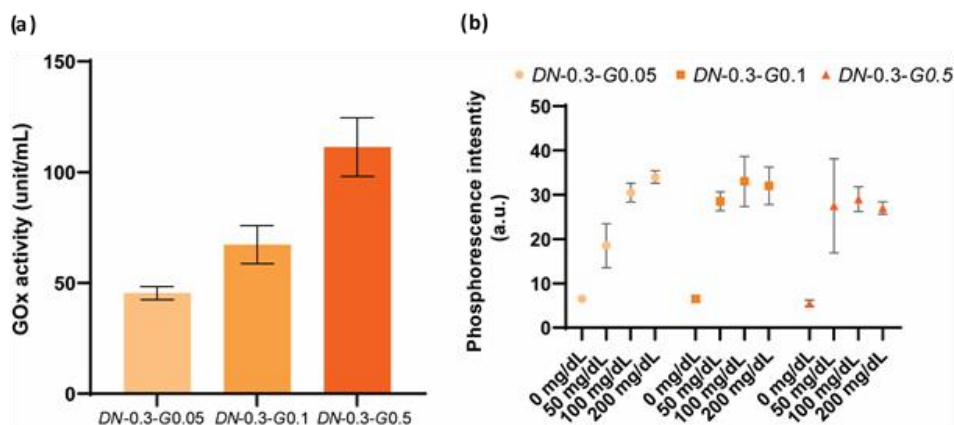 (a)
150
100
50
0
GOx activity (unit/mL)
DN-0.3-G0.05 DN-0.3-G0.1 DN-0.3-G0.5
(b)
DN-0.3-G0.05 DN-0.3-G0.1 DN-0.3-G0.5
50
40
30
20
10
0
Phosphorescence intesntiy
(a.u.)
0 mg/dL
50 mg/dL
100 mg/dL
200 mg/dL
0 mg/dL
50 mg/dL
100 mg/dL
200 mg/dL
0 mg/dL
50 mg/dL
100 mg/dL
200 mg/dL